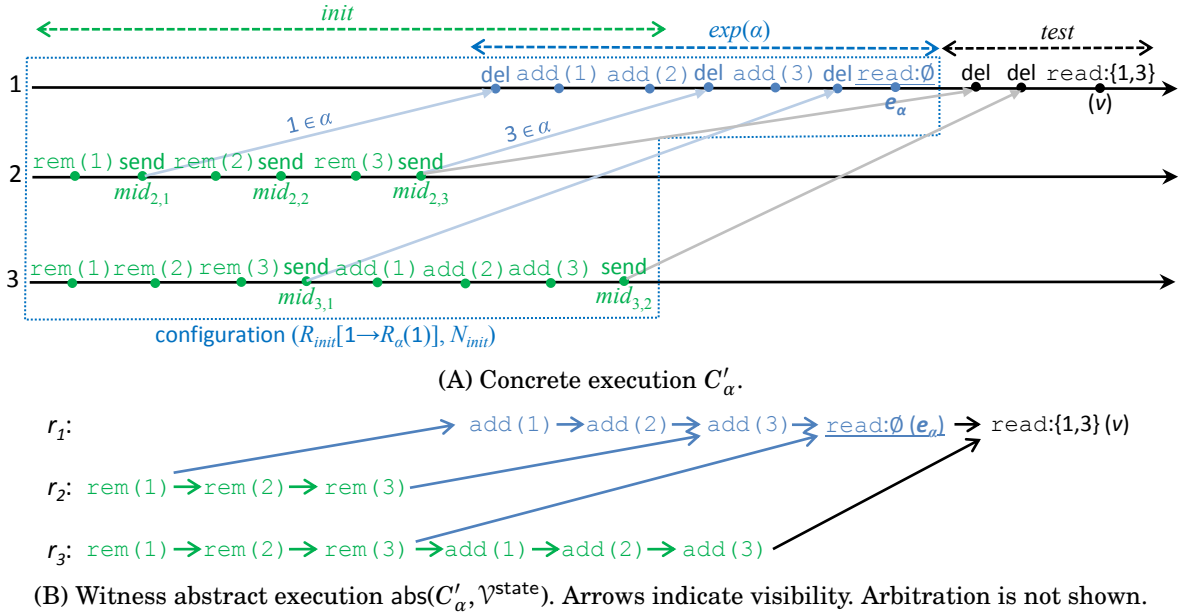 init
exp(α)
test
1 del add(1) add(2) del add(3) del read:∅ del del read:{1,3}
e_α (v)
1 ∈ α 3 ∈ α
rem(1) send rem(2) send rem(3) send
2
mid_{2,1} mid_{2,2} mid_{2,3}
rem(1) rem(2) rem(3) send add(1) add(2) add(3) send
3
mid_{3,1} mid_{3,2}
configuration (R_{init}[1→R_α(1)], N_{init})
(A) Concrete execution C′_α.
r_1: add(1) → add(2) → add(3) → read:∅ (e_α) → read:{1,3} (v)
r_2: rem(1) → rem(2) → rem(3)
r_3: rem(1) → rem(2) → rem(3) → add(1) → add(2) → add(3)
(B) Witness abstract execution abs(C′_α, 𝒱^{state}). Arrows indicate visibility. Arbitration is not shown.